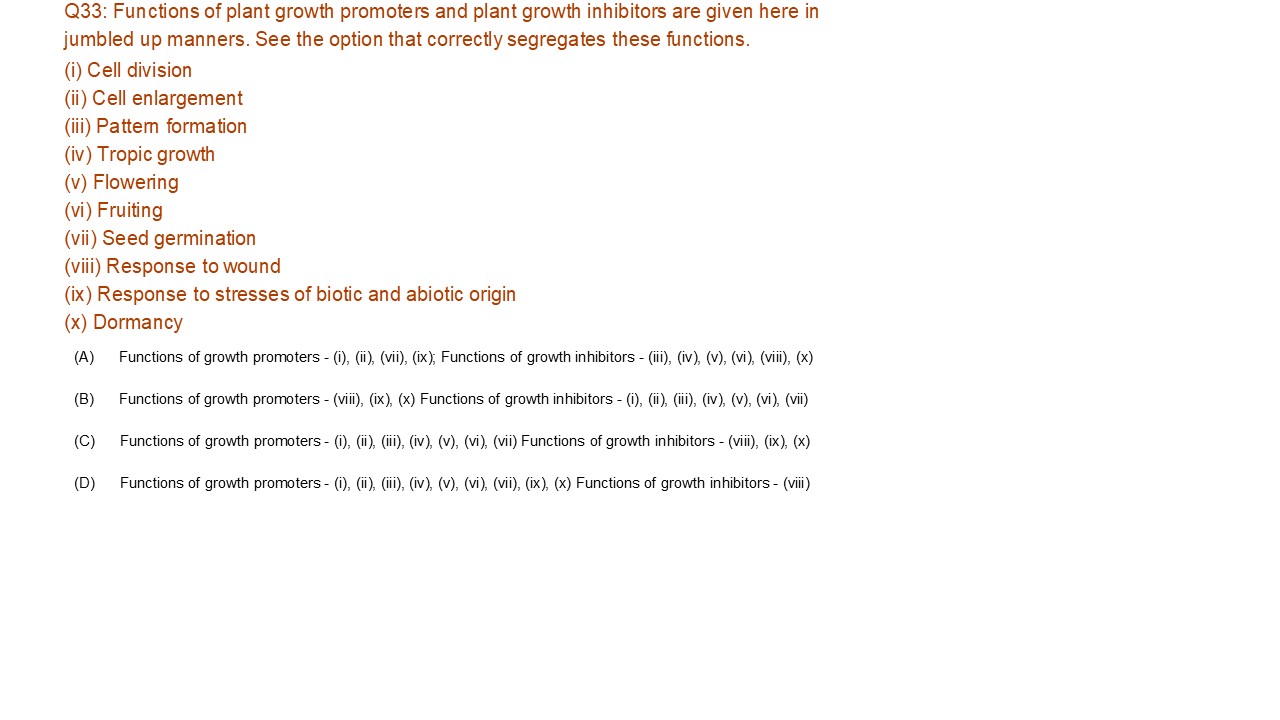 Q33: Functions of plant growth promoters and plant growth inhibitors are given here in
jumbled up manners. See the option that correctly segregates these functions.
(i) Cell division
(ii) Cell enlargement
(iii) Pattern formation
(iv) Tropic growth
(v) Flowering
(vi) Fruiting
(vii) Seed germination
(viii) Response to wound
(ix) Response to stresses of biotic and abiotic origin
(x) Dormancy
(A) Functions of growth promoters - (i), (ii), (vii), (ix); Functions of growth inhibitors - (iii), (iv), (v), (vi), (viii), (x)
(B) Functions of growth promoters - (viii), (ix), (x) Functions of growth inhibitors - (i), (ii), (iii), (iv), (v), (vi), (vii)
(C) Functions of growth promoters - (i), (ii), (iii), (iv), (v), (vi), (vii) Functions of growth inhibitors - (viii), (ix), (x)
(D) Functions of growth promoters - (i), (ii), (iii), (iv), (v), (vi), (vii), (ix), (x) Functions of growth inhibitors - (viii)